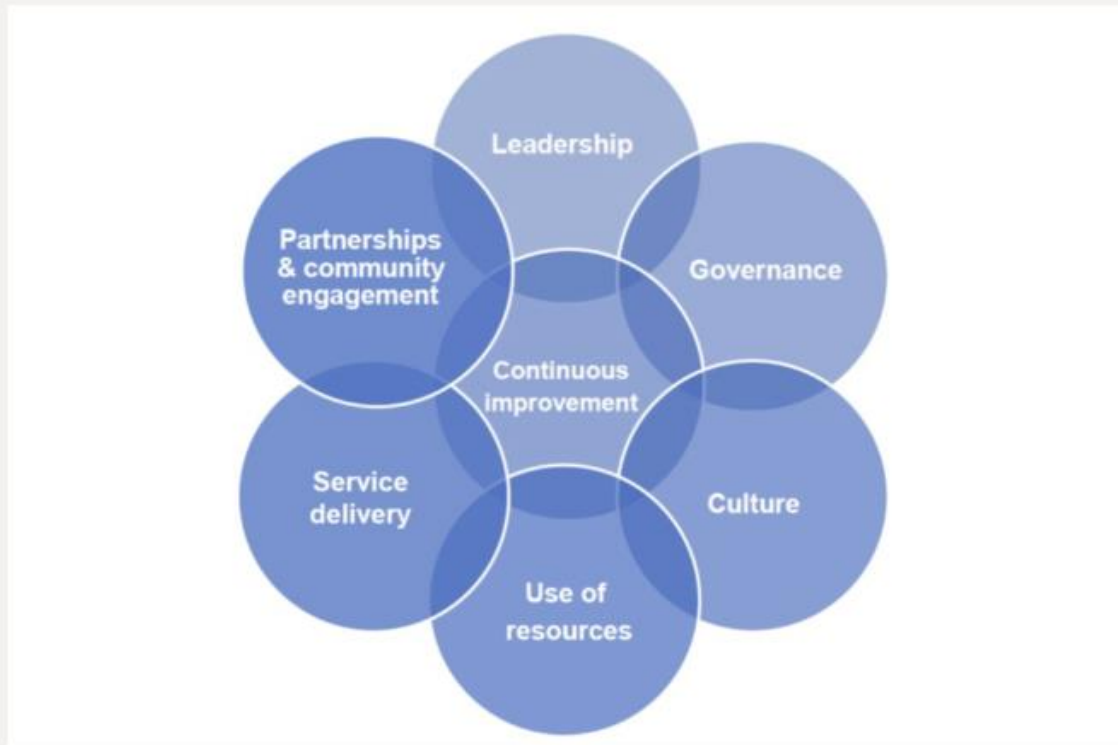 Leadership
Partnerships
& community
engagement
Governance
Continuous
improvement
Service
delivery
Culture
Use of
resources